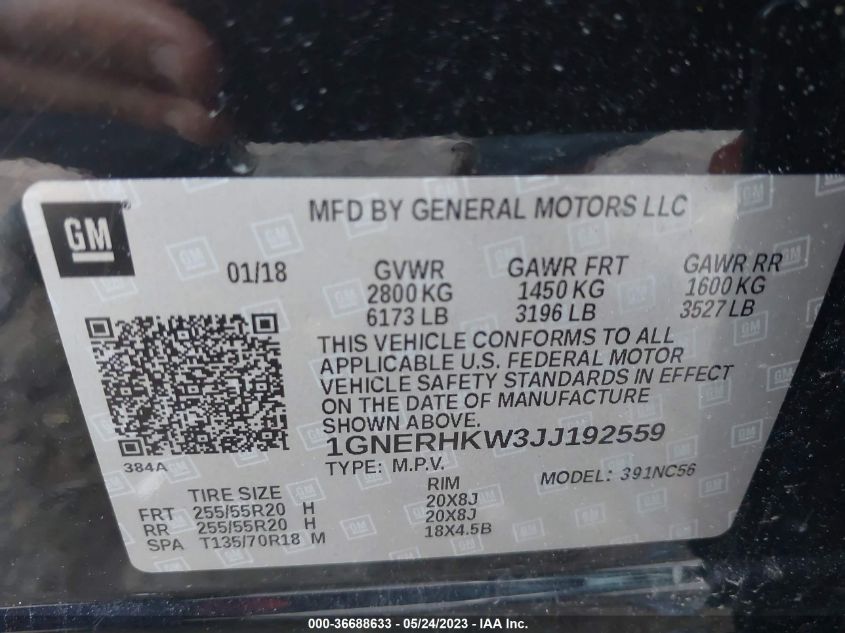 GM
MFD BY GENERAL MOTORS LLC
01/18
GVWR GAWR FRT GAWR RR
2800 KG 1450 KG 1600 KG
6173 LB 3196 LB 3527 LB
THIS VEHICLE CONFORMS TO ALL
APPLICABLE U.S. FEDERAL MOTOR
VEHICLE SAFETY STANDARDS IN EFFECT
ON THE DATE OF MANUFACTURE
SHOWN ABOVE.
1GNERHKW3JJ192559
384A
TYPE: M.P.V. MODEL: 391NC56
TIRE SIZE RIM
FRT 255/55R20 H 20X8J
RR 255/55R20 H 20X8J
SPA T135/70R18 M 18X4.5B
000-36688633 - 05/24/2023 - IAAI.COM